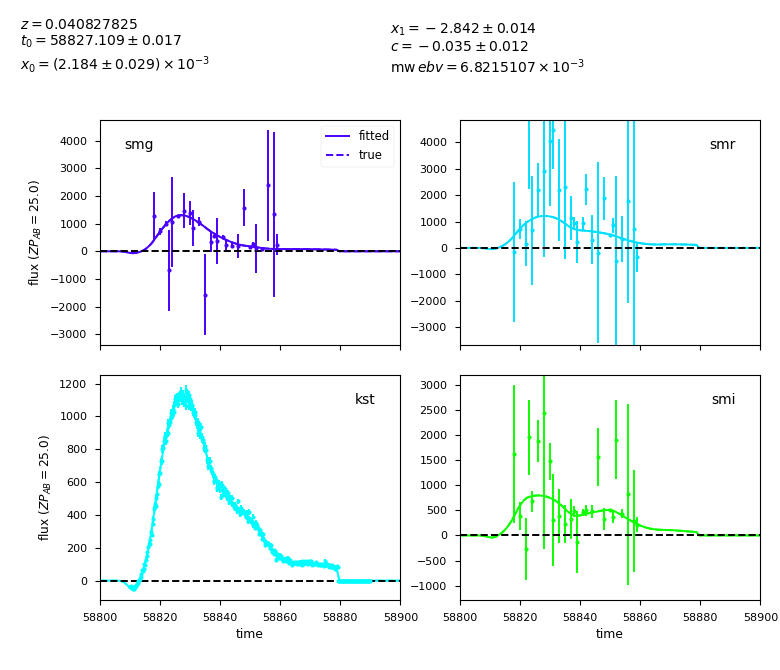 z = 0.040827825
t₀ = 58827.109 ± 0.017
x₀ = (2.184 ± 0.029) × 10⁻³
x₁ = −2.842 ± 0.014
c = −0.035 ± 0.012
mw ebv = 6.8215107 × 10⁻³
flux (ZP_AB = 25.0)
4000
3000
2000
1000
0
−1000
−2000
−3000
smg
fitted
true
4000
3000
2000
1000
0
−1000
−2000
−3000
smr
flux (ZP_AB = 25.0)
1200
1000
800
600
400
200
0
kst
58800 58820 58840 58860 58880 58900
time
3000
2500
2000
1500
1000
500
0
−500
−1000
smi
58800 58820 58840 58860 58880 58900
time